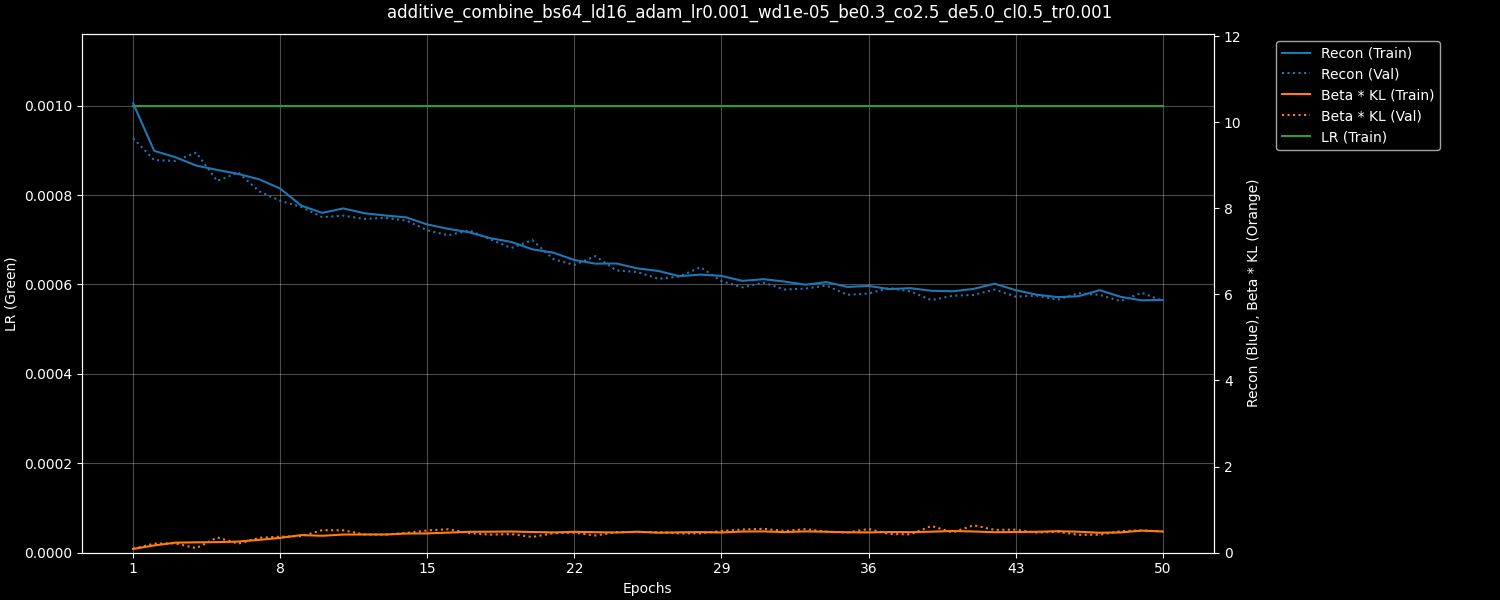 additive_combine_bs64_ld16_adam_lr0.001_wd1e-05_be0.3_co2.5_de5.0_cl0.5_tr0.001
LR (Green)
0.0010
0.0008
0.0006
0.0004
0.0002
0.0000
1
8
15
22
29
36
43
50
Epochs
12
10
8
6
4
2
0
Recon (Blue), Beta * KL (Orange)
Recon (Train)
Recon (Val)
Beta * KL (Train)
Beta * KL (Val)
LR (Train)